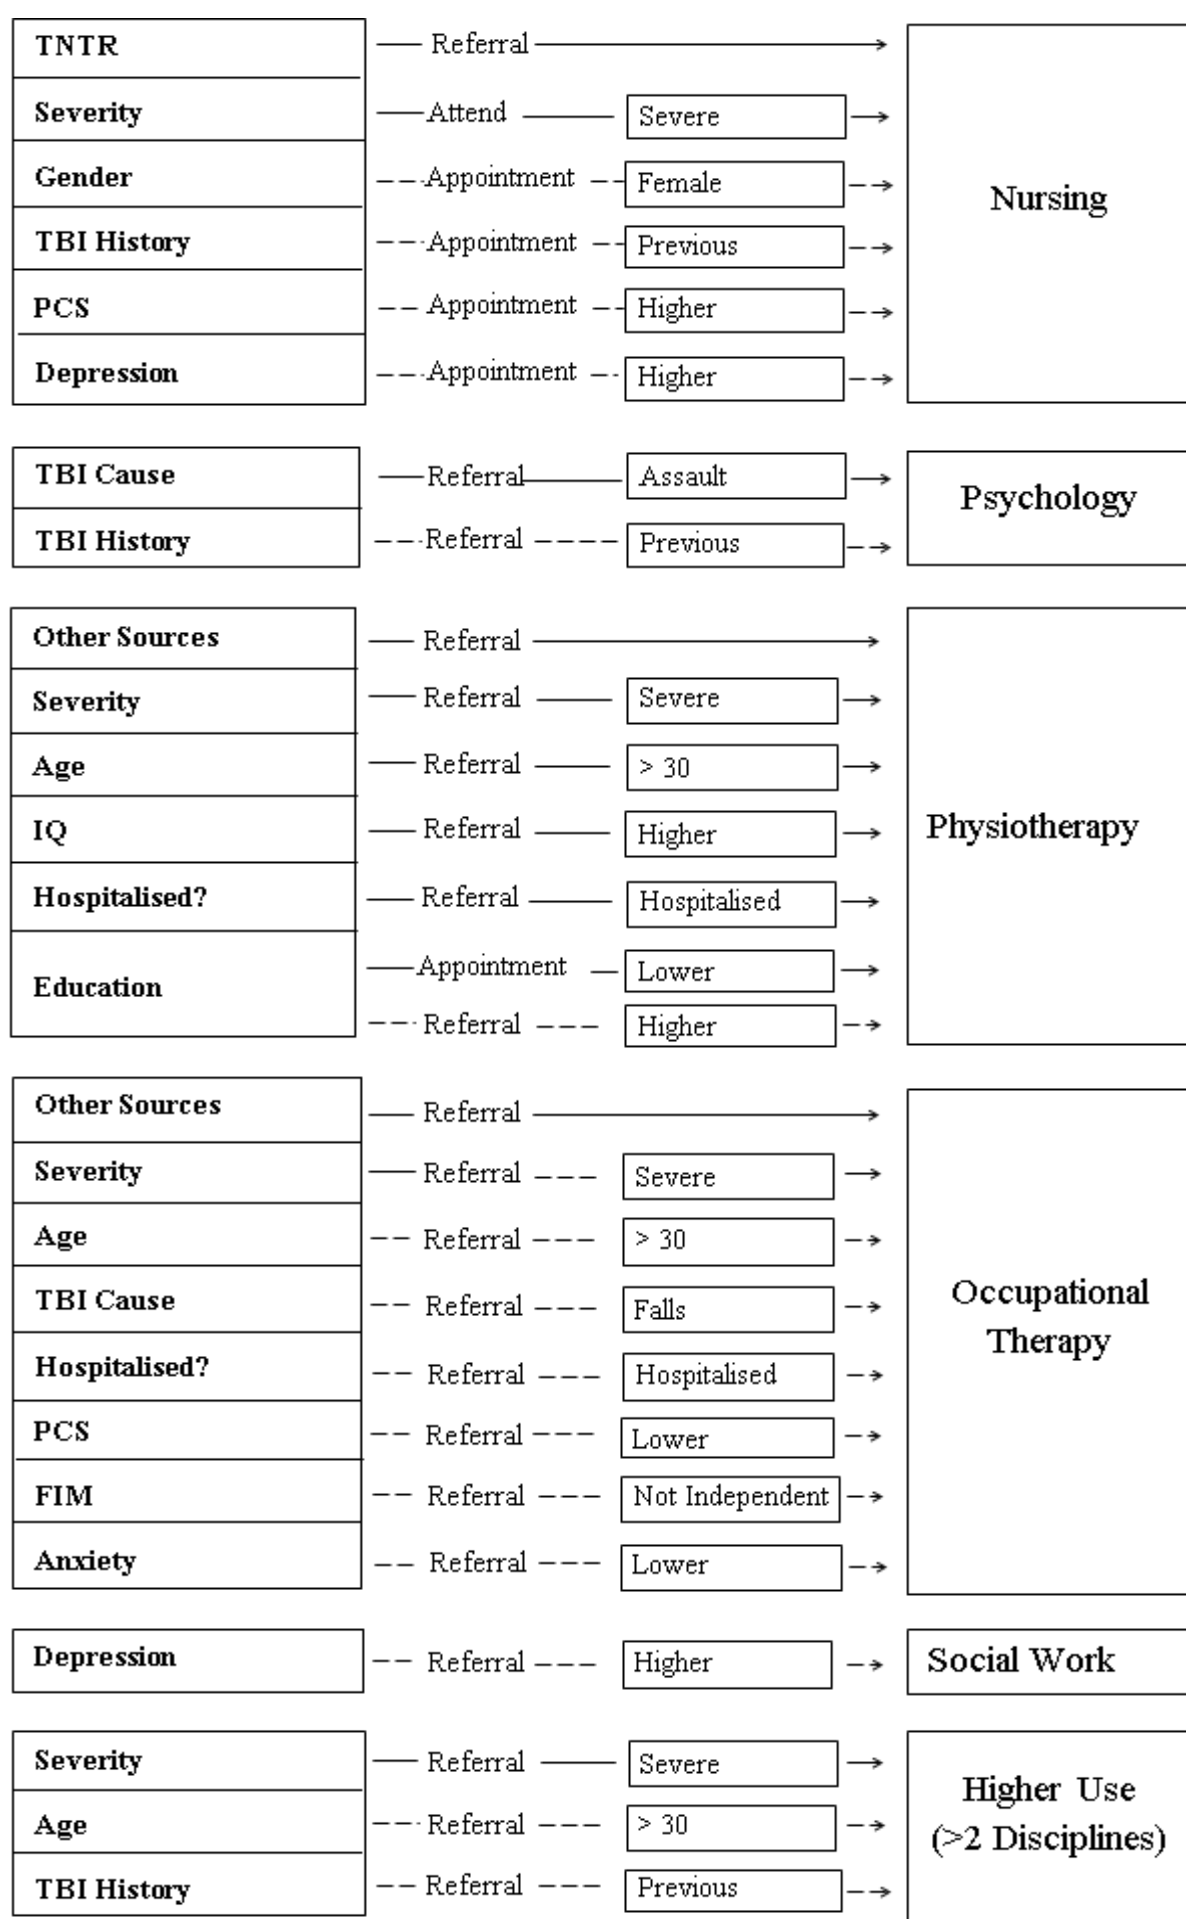 TNTR Referral
Severity Attend Severe
Gender Appointment Female
TBI History Appointment Previous
PCS Appointment Higher
Depression Appointment Higher
Nursing
TBI Cause Referral Assault
TBI History Referral Previous
Psychology
Other Sources Referral
Severity Referral Severe
Age Referral > 30
IQ Referral Higher
Hospitalised? Referral Hospitalised
Education Appointment Lower
Referral Higher
Physiotherapy
Other Sources Referral
Severity Referral Severe
Age Referral > 30
TBI Cause Referral Falls
Hospitalised? Referral Hospitalised
PCS Referral Lower
FIM Referral Not Independent
Anxiety Referral Lower
Occupational
Therapy
Depression Referral Higher
Social Work
Severity Referral Severe
Age Referral > 30
TBI History Referral Previous
Higher Use
(>2 Disciplines)